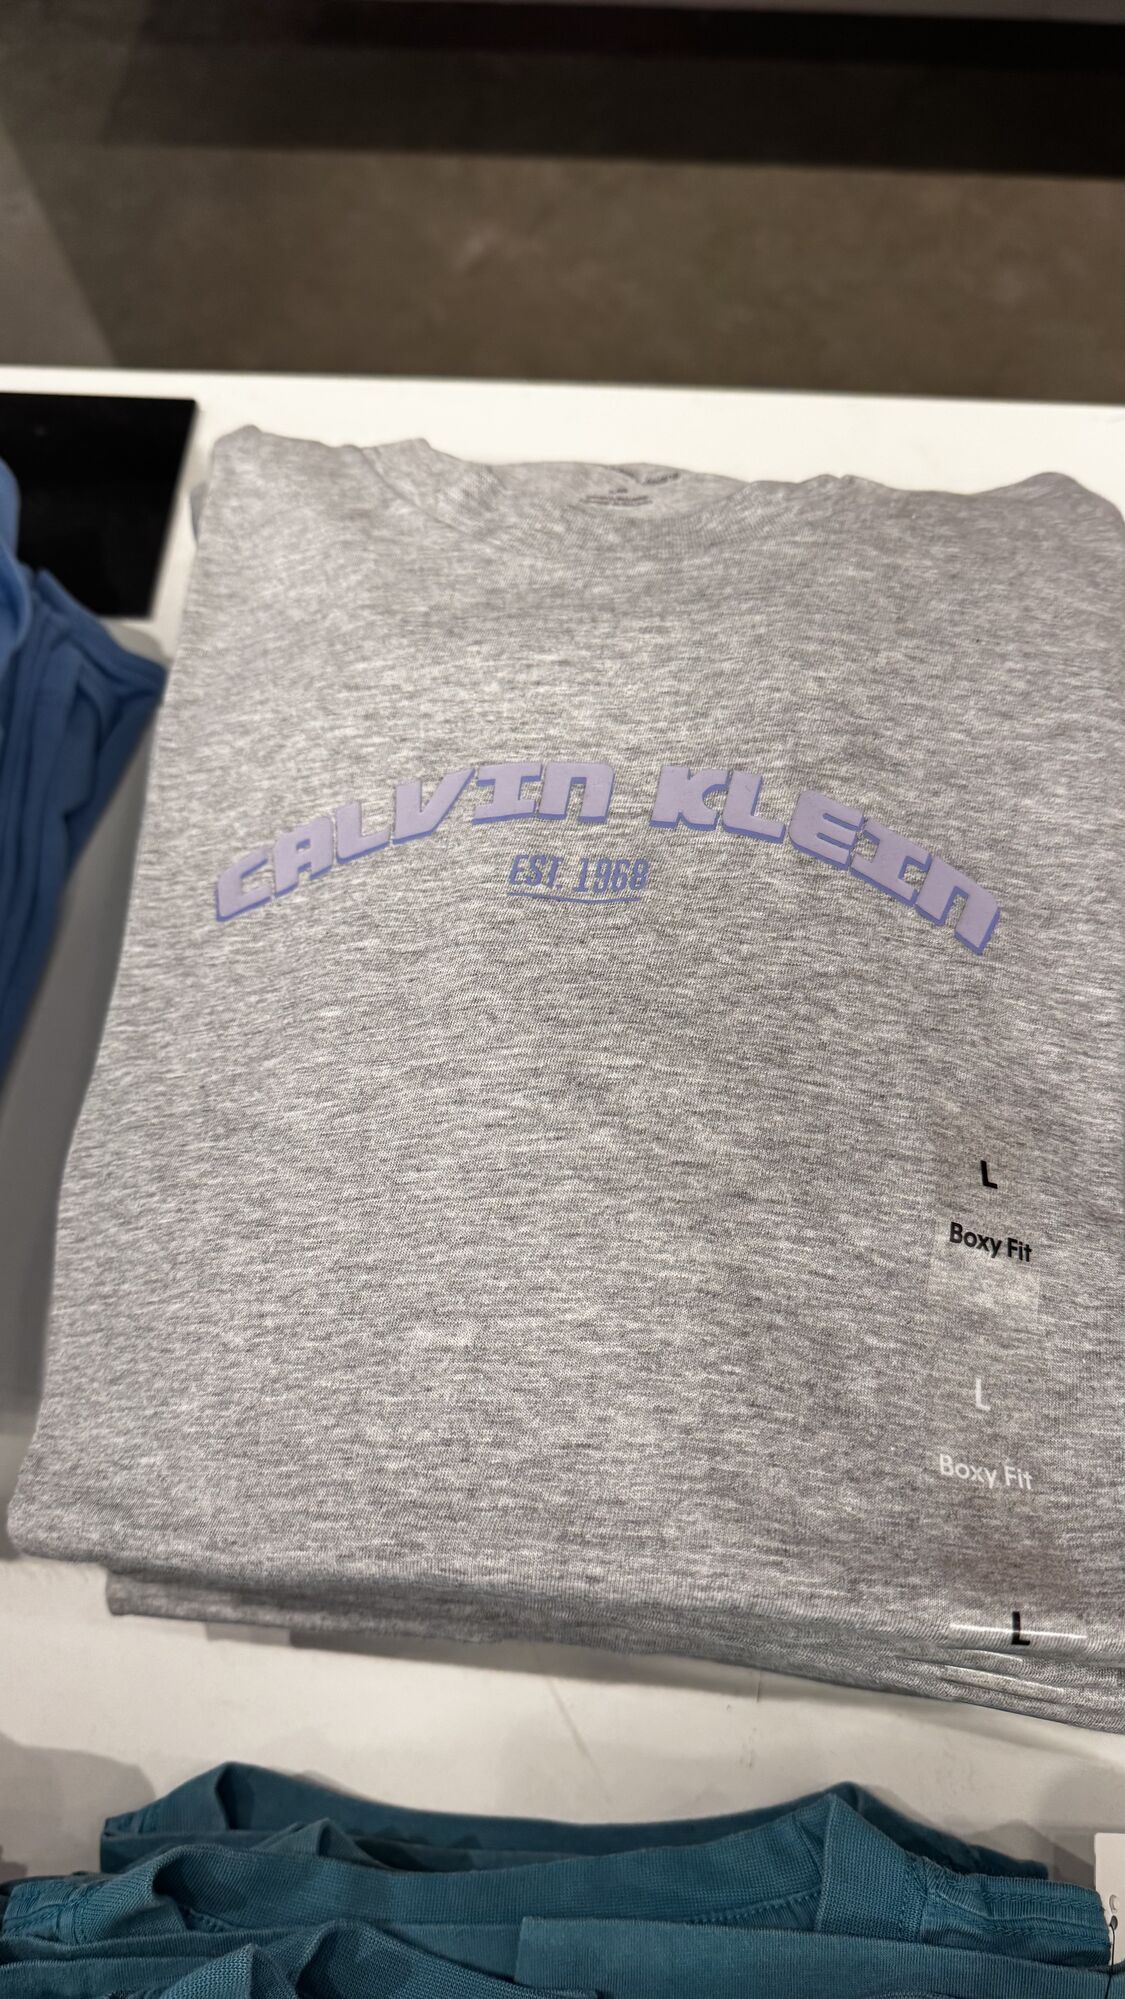 CALVIN KLEIN
EST. 1968
L
Boxy Fit
L
Boxy Fit
L